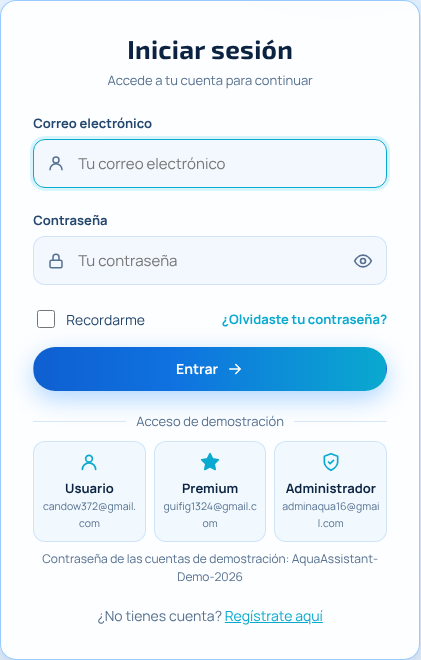 Iniciar sesión
Accede a tu cuenta para continuar
Correo electrónico
Tu correo electrónico
Contraseña
Tu contraseña
Recordarme
¿Olvidaste tu contraseña?
Entrar →
Acceso de demostración
Usuario
candow372@gmail.
com
Premium
guifig1324@gmail.c
om
Administrador
adminaqua16@gmai
l.com
Contraseña de las cuentas de demostración: AquaAssistant-
Demo-2026
¿No tienes cuenta? Regístrate aquí